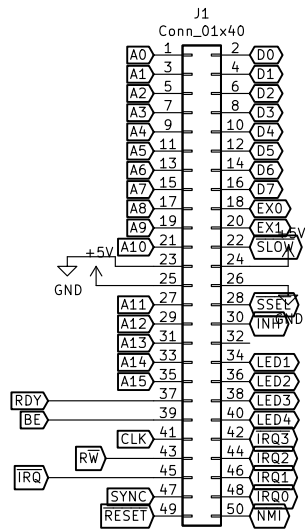 J1
Conn_01x40
A0 1 2 D0
A1 3 4 D1
A2 5 6 D2
A3 7 8 D3
A4 9 10 D4
A5 11 12 D5
A6 13 14 D6
A7 15 16 D7
A8 17 18 EX0
A9 19 20 EX1
A10 21 22 SLOW +5V
+5V 23 24
GND 25 26
A11 27 28 SSEL
A12 29 30 INH GND
A13 31 32
A14 33 34 LED1
A15 35 36 LED2
RDY 37 38 LED3
BE 39 40 LED4
CLK 41 42 IRQ3
RW 43 44 IRQ2
IRQ 45 46 IRQ1
SYNC 47 48 IRQ0
RESET 49 50 NMI